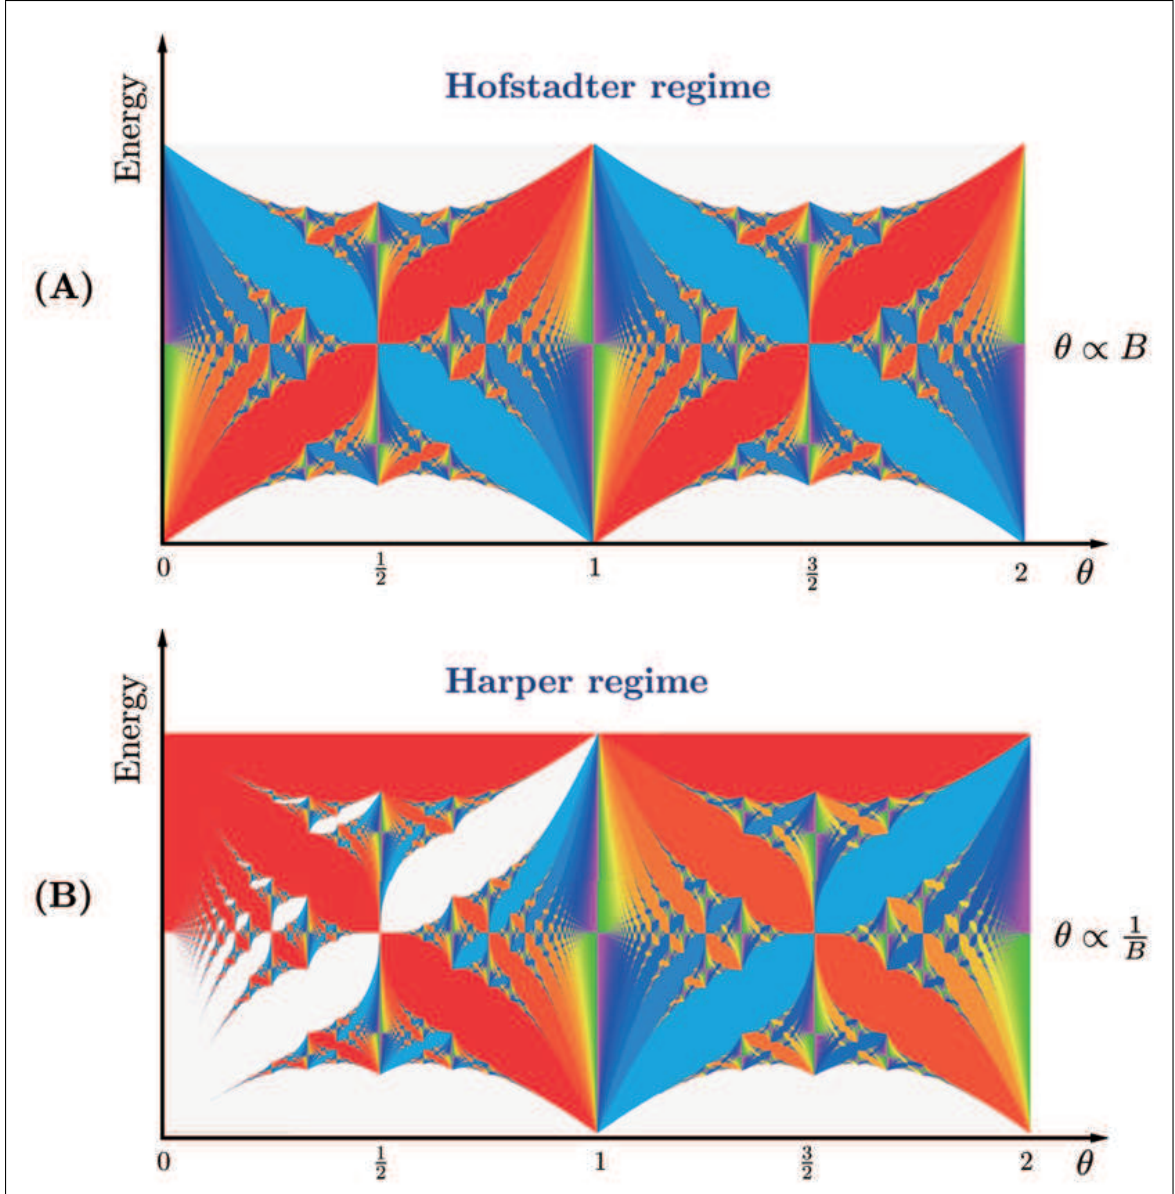 Hofstadter regime
Energy
(A)
θ ∝ B
0 1/2 1 3/2 2 θ
Harper regime
Energy
(B)
θ ∝ 1/B
0 1/2 1 3/2 2 θ